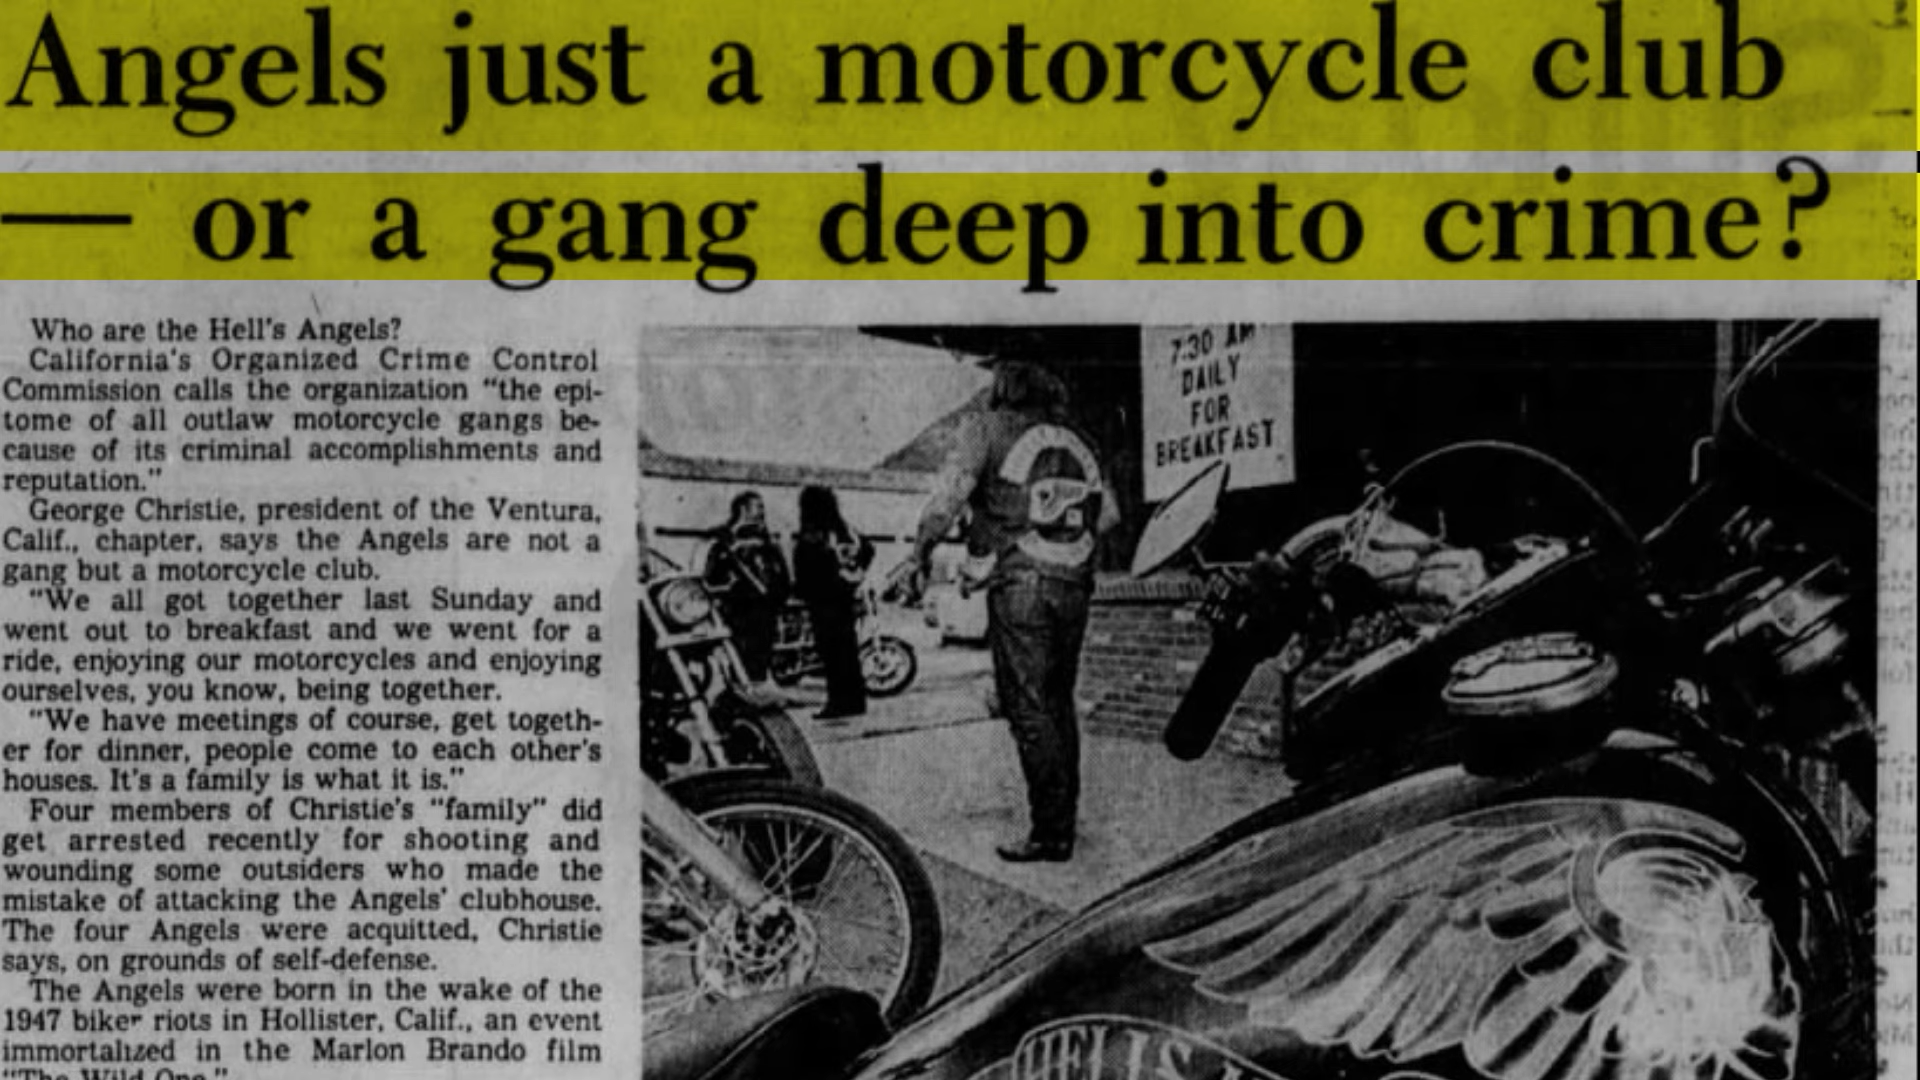 Angels just a motorcycle club
— or a gang deep into crime?
Who are the Hell's Angels?
California's Organized Crime Control
Commission calls the organization "the epi-
tome of all outlaw motorcycle gangs be-
cause of its criminal accomplishments and
reputation."
George Christie, president of the Ventura,
Calif., chapter, says the Angels are not a
gang but a motorcycle club.
"We all got together last Sunday and
went out to breakfast and we went for a
ride, enjoying our motorcycles and enjoying
ourselves, you know, being together.
"We have meetings of course, get togeth-
er for dinner, people come to each other's
houses. It's a family is what it is."
Four members of Christie's "family" did
get arrested recently for shooting and
wounding some outsiders who made the
mistake of attacking the Angels' clubhouse.
The four Angels were acquitted, Christie
says, on grounds of self-defense.
The Angels were born in the wake of the
1947 biker riots in Hollister, Calif., an event
immortalized in the Marlon Brando film
"The Wild One."
7:30 AM
DAILY
FOR
BREAKFAST
HELLS